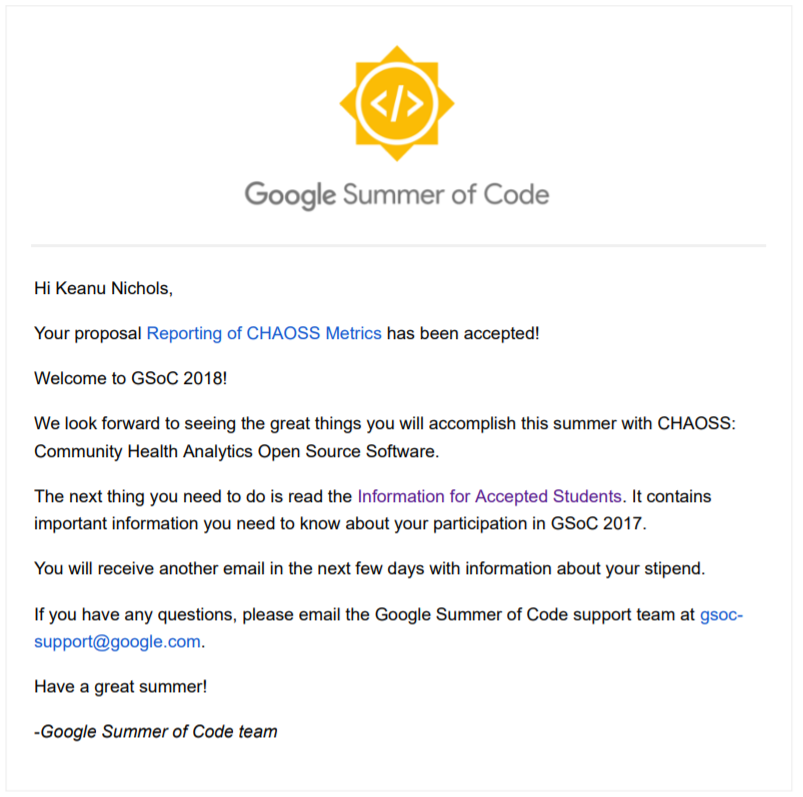 </>
Google Summer of Code
Hi Keanu Nichols,
Your proposal Reporting of CHAOSS Metrics has been accepted!
Welcome to GSoC 2018!
We look forward to seeing the great things you will accomplish this summer with CHAOSS:
Community Health Analytics Open Source Software.
The next thing you need to do is read the Information for Accepted Students. It contains
important information you need to know about your participation in GSoC 2017.
You will receive another email in the next few days with information about your stipend.
If you have any questions, please email the Google Summer of Code support team at gsoc-
support@google.com.
Have a great summer!
-Google Summer of Code team